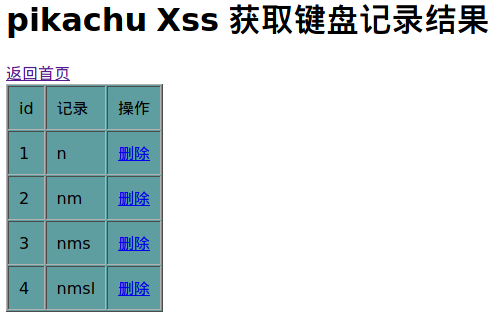 pikachu Xss 获取键盘记录结果
返回首页
id 记录 操作
1 n 删除
2 nm 删除
3 nms 删除
4 nmsl 删除